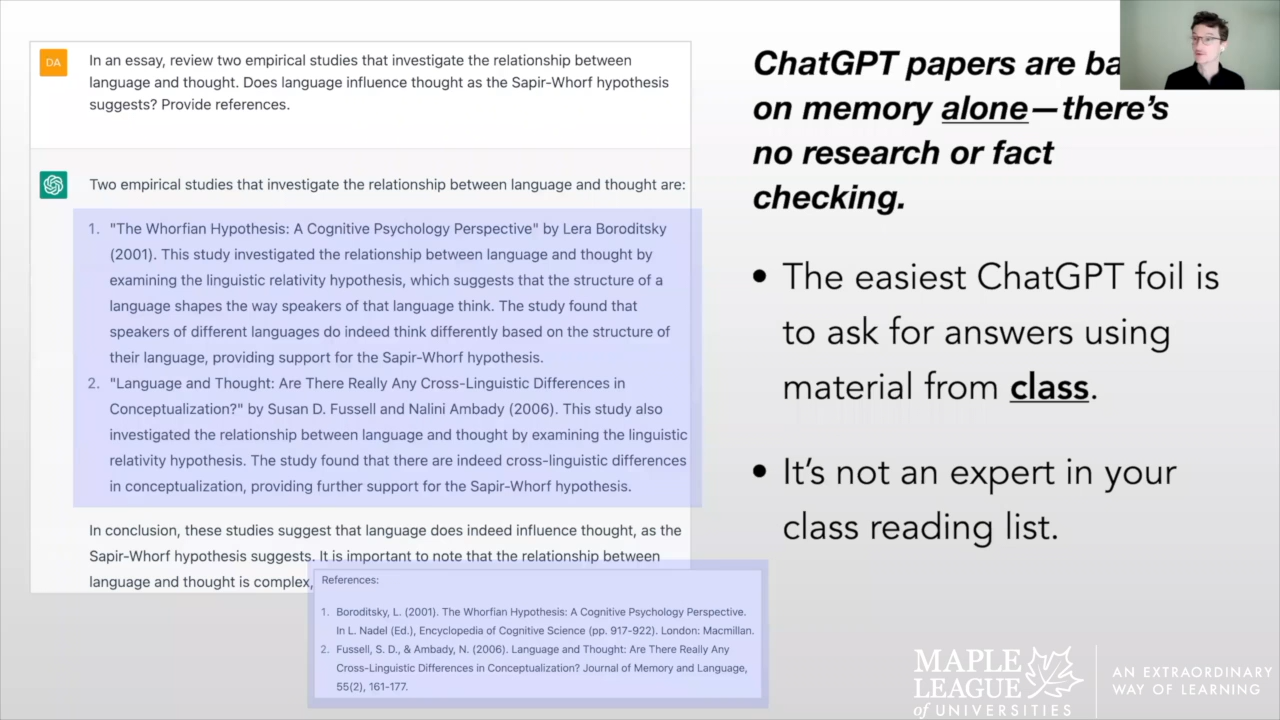 DA
In an essay, review two empirical studies that investigate the relationship between
language and thought. Does language influence thought as the Sapir-Whorf hypothesis
suggests? Provide references.
Two empirical studies that investigate the relationship between language and thought are:
1. "The Whorfian Hypothesis: A Cognitive Psychology Perspective" by Lera Boroditsky
(2001). This study investigated the relationship between language and thought by
examining the linguistic relativity hypothesis, which suggests that the structure of a
language shapes the way speakers of that language think. The study found that
speakers of different languages do indeed think differently based on the structure of
their language, providing support for the Sapir-Whorf hypothesis.
2. "Language and Thought: Are There Really Any Cross-Linguistic Differences in
Conceptualization?" by Susan D. Fussell and Nalini Ambady (2006). This study also
investigated the relationship between language and thought by examining the linguistic
relativity hypothesis. The study found that there are indeed cross-linguistic differences
in conceptualization, providing further support for the Sapir-Whorf hypothesis.
In conclusion, these studies suggest that language does indeed influence thought, as the
Sapir-Whorf hypothesis suggests. It is important to note that the relationship between
language and thought is complex,
References:
1. Boroditsky, L. (2001). The Whorfian Hypothesis: A Cognitive Psychology Perspective.
In L. Nadel (Ed.), Encyclopedia of Cognitive Science (pp. 917-922). London: Macmillan.
2. Fussell, S. D., & Ambady, N. (2006). Language and Thought: Are There Really Any
Cross-Linguistic Differences in Conceptualization? Journal of Memory and Language,
55(2), 161-177.
ChatGPT papers are
on memory alone—there's
no research or fact
checking.
• The easiest ChatGPT foil is
to ask for answers using
material from class.
• It's not an expert in your
class reading list.
MAPLE
LEAGUE
of UNIVERSITIES
AN EXTRAORDINARY
WAY OF LEARNING